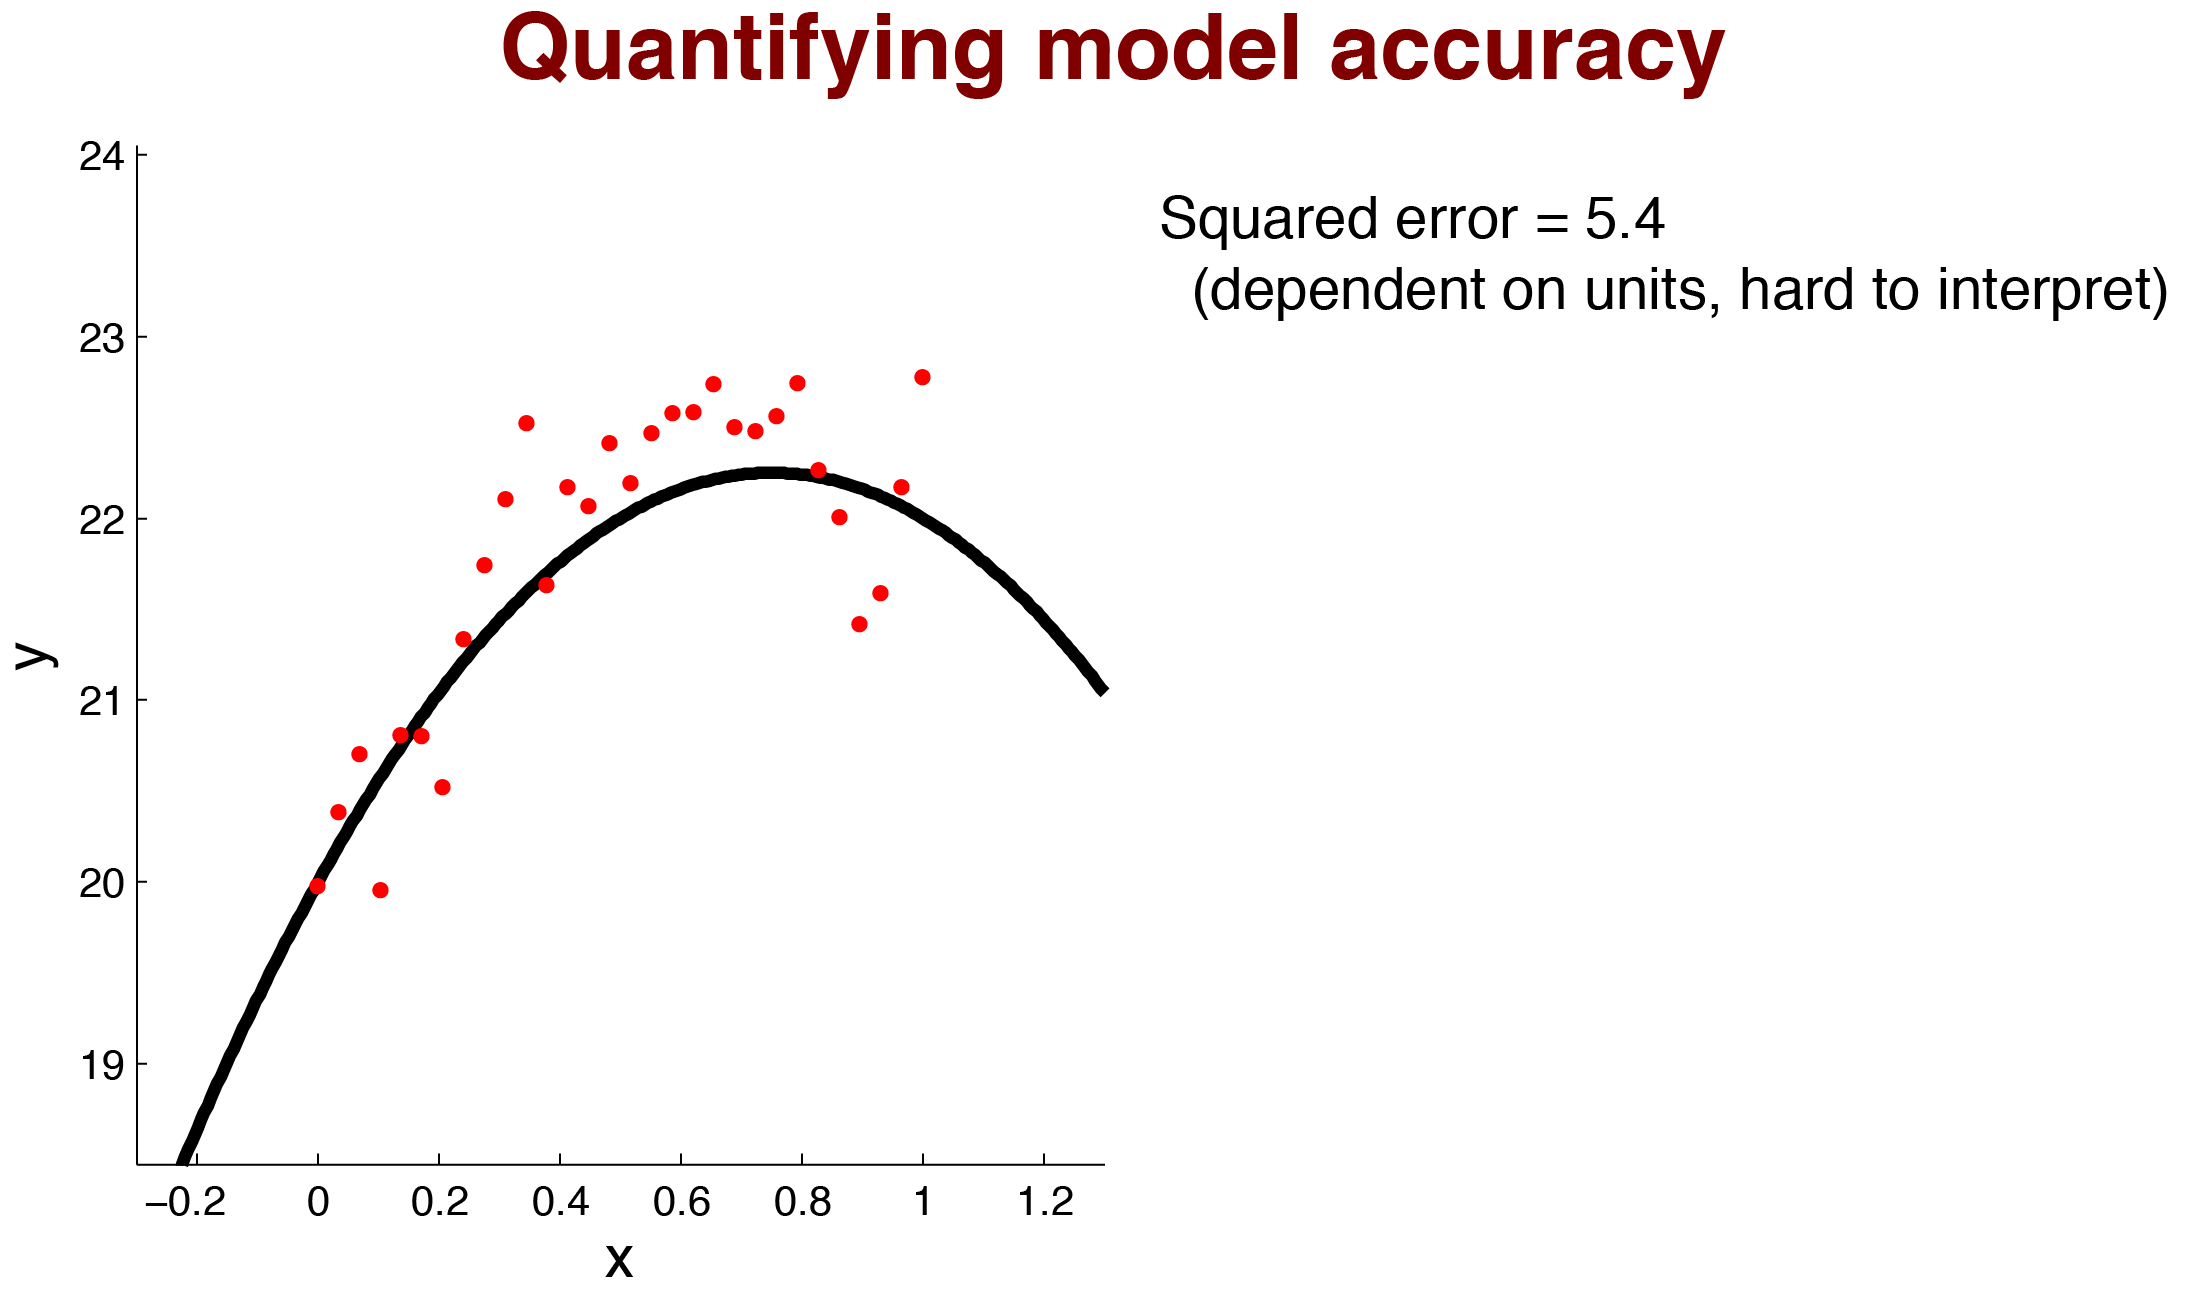 Quantifying model accuracy
Squared error = 5.4
(dependent on units, hard to interpret)
24
23
22
21
20
19
y
−0.2 0 0.2 0.4 0.6 0.8 1 1.2
x